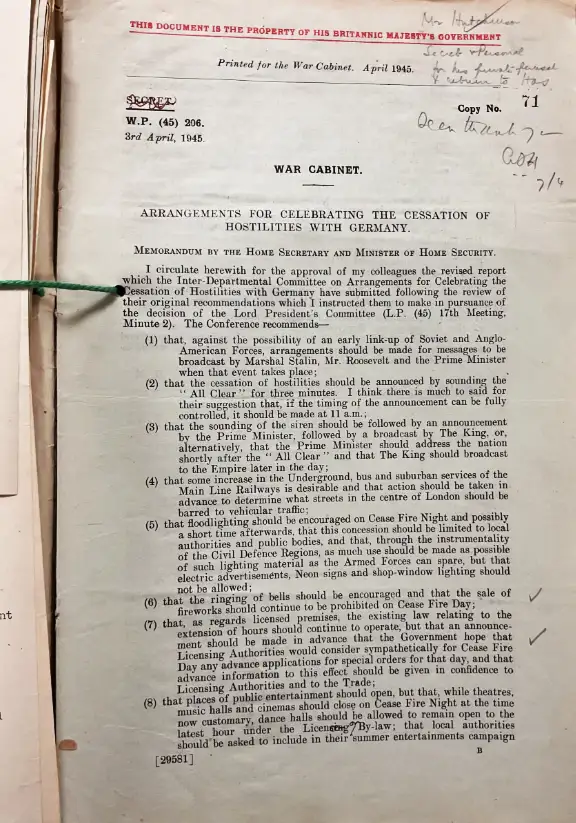 Mr Hutchinson
THIS DOCUMENT IS THE PROPERTY OF HIS BRITANNIC MAJESTY'S GOVERNMENT
Secret & Personal
for his private perusal
& return to
Printed for the War Cabinet. April 1945.
SECRET.
Copy No. 71
W.P. (45) 206.
3rd April, 1945.
Seen thank you
7/4
WAR CABINET.
ARRANGEMENTS FOR CELEBRATING THE CESSATION OF
HOSTILITIES WITH GERMANY.
MEMORANDUM BY THE HOME SECRETARY AND MINISTER OF HOME SECURITY.
I circulate herewith for the approval of my colleagues the revised report
which the Inter-Departmental Committee on Arrangements for Celebrating the
Cessation of Hostilities with Germany have submitted following the review of
their original recommendations which I instructed them to make in pursuance of
the decision of the Lord President's Committee (L.P. (45) 17th Meeting,
Minute 2). The Conference recommends—
(1) that, against the possibility of an early link-up of Soviet and Anglo-
American Forces, arrangements should be made for messages to be
broadcast by Marshal Stalin, Mr. Roosevelt and the Prime Minister
when that event takes place;
(2) that the cessation of hostilities should be announced by sounding the
" All Clear " for three minutes. I think there is much to said for
their suggestion that, if the timing of the announcement can be fully
controlled, it should be made at 11 a.m.;
(3) that the sounding of the siren should be followed by an announcement
by the Prime Minister, followed by a broadcast by The King, or,
alternatively, that the Prime Minister should address the nation
shortly after the " All Clear " and that The King should broadcast
to the Empire later in the day;
(4) that some increase in the Underground, bus and suburban services of the
Main Line Railways is desirable and that action should be taken in
advance to determine what streets in the centre of London should be
barred to vehicular traffic;
(5) that floodlighting should be encouraged on Cease Fire Night and possibly
a short time afterwards, that this concession should be limited to local
authorities and public bodies, and that, through the instrumentality
of the Civil Defence Regions, as much use should be made as possible
of such lighting material as the Armed Forces can spare, but that
electric advertisements, Neon signs and shop-window lighting should
not be allowed;
(6) that the ringing of bells should be encouraged and that the sale of
fireworks should continue to be prohibited on Cease Fire Day;
(7) that, as regards licensed premises, the existing law relating to the
extension of hours should continue to operate, but that an announce-
ment should be made in advance that the Government hope that
Licensing Authorities would consider sympathetically for Cease Fire
Day any advance applications for special orders for that day, and that
advance information to this effect should be given in confidence to
Licensing Authorities and to the Trade;
(8) that places of public entertainment should open, but that, while theatres,
music halls and cinemas should close on Cease Fire Night at the time
now customary, dance halls should be allowed to remain open to the
latest hour under the Licensing By-law; that local authorities
should be asked to include in their summer entertainments campaign
[29581]
B
nt